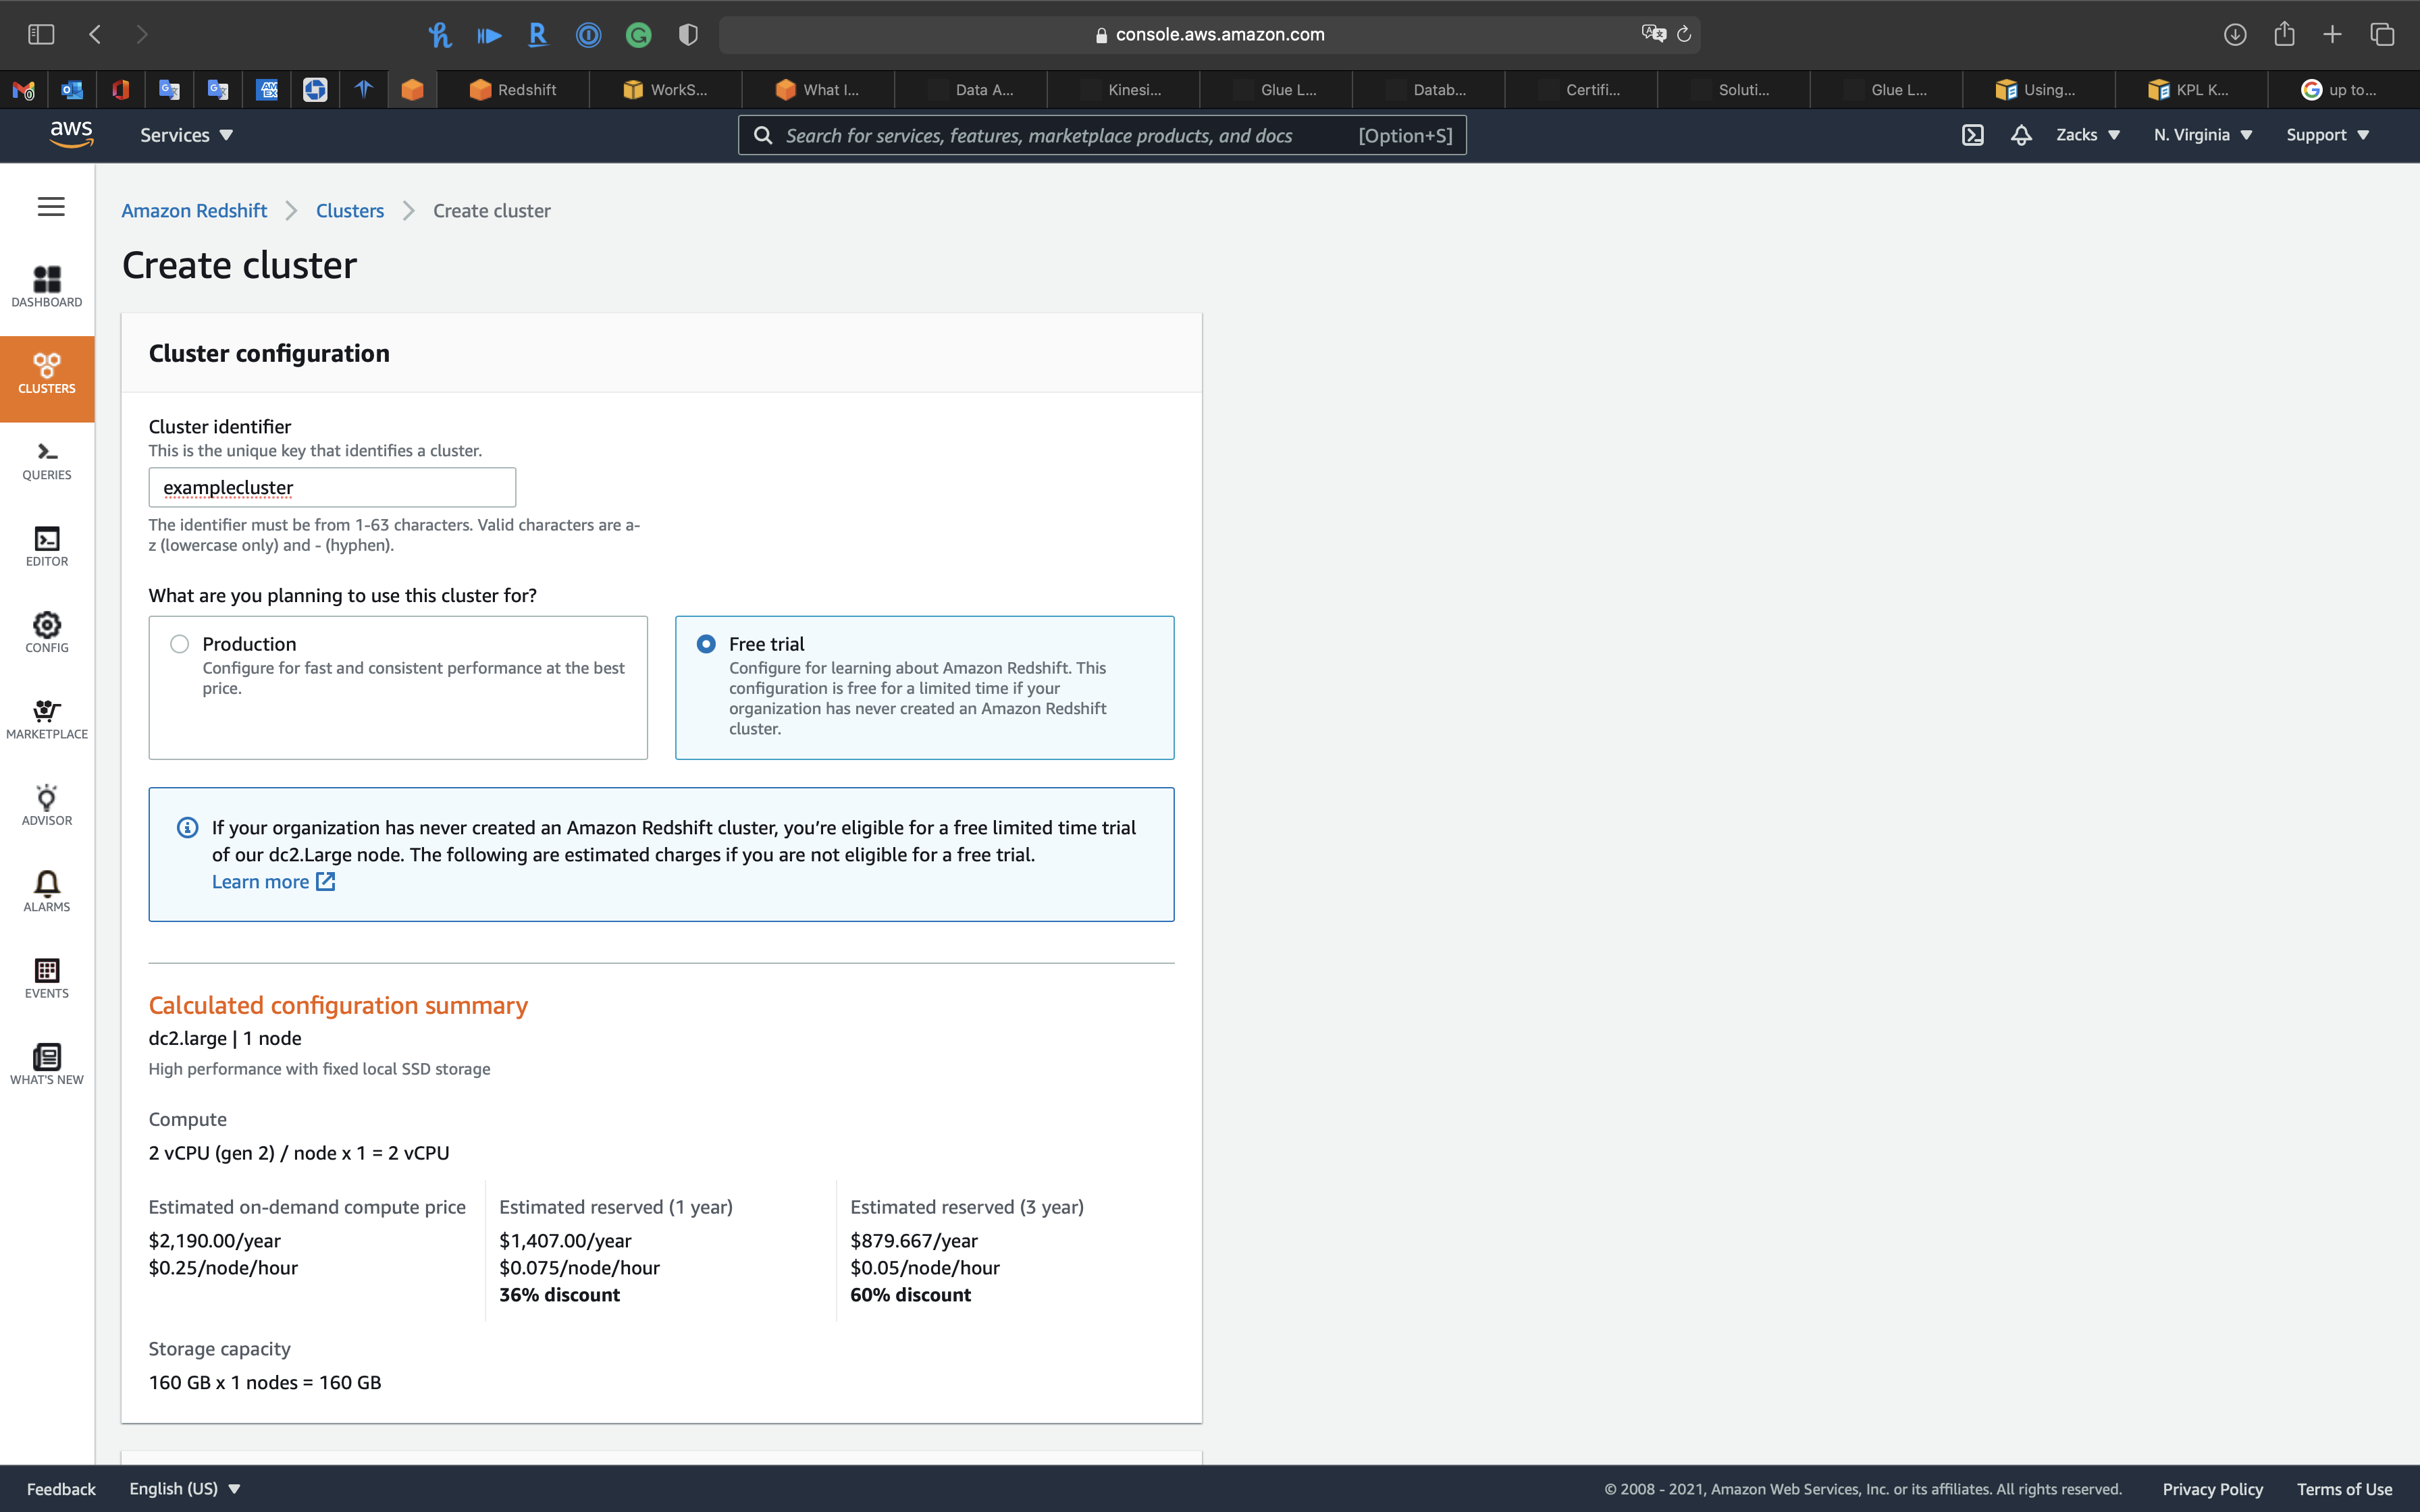 console.aws.amazon.com
Redshift
WorkS...
What I...
Data A...
Kinesi...
Glue L...
Datab...
Certifi...
Soluti...
Glue L...
Using...
KPL K...
up to...
aws
Services
Search for services, features, marketplace products, and docs [Option+S]
Zacks
N. Virginia
Support
Amazon Redshift > Clusters > Create cluster
Create cluster
DASHBOARD
CLUSTERS
QUERIES
EDITOR
CONFIG
MARKETPLACE
ADVISOR
ALARMS
EVENTS
WHAT'S NEW
Cluster configuration
Cluster identifier
This is the unique key that identifies a cluster.
examplecluster
The identifier must be from 1-63 characters. Valid characters are a-
z (lowercase only) and - (hyphen).
What are you planning to use this cluster for?
Production
Configure for fast and consistent performance at the best
price.
Free trial
Configure for learning about Amazon Redshift. This
configuration is free for a limited time if your
organization has never created an Amazon Redshift
cluster.
If your organization has never created an Amazon Redshift cluster, you’re eligible for a free limited time trial
of our dc2.Large node. The following are estimated charges if you are not eligible for a free trial.
Learn more
Calculated configuration summary
dc2.large | 1 node
High performance with fixed local SSD storage
Compute
2 vCPU (gen 2) / node x 1 = 2 vCPU
Estimated on-demand compute price
$2,190.00/year
$0.25/node/hour
Estimated reserved (1 year)
$1,407.00/year
$0.075/node/hour
36% discount
Estimated reserved (3 year)
$879.667/year
$0.05/node/hour
60% discount
Storage capacity
160 GB x 1 nodes = 160 GB
Feedback
English (US)
© 2008 - 2021, Amazon Web Services, Inc. or its affiliates. All rights reserved.
Privacy Policy
Terms of Use